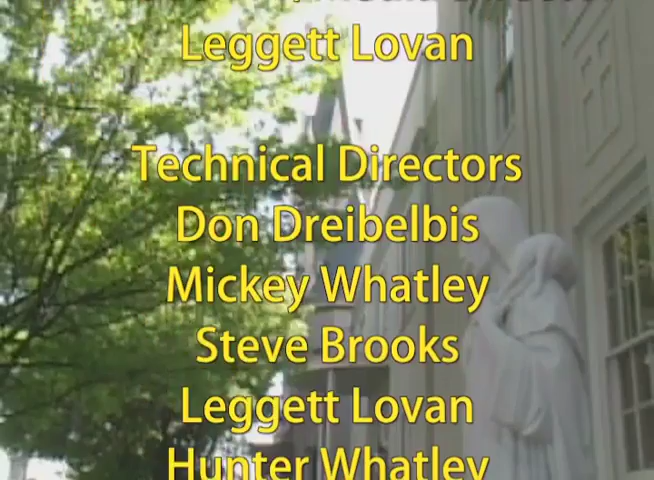 Leggett Lovan
Technical Directors
Don Dreibelbis
Mickey Whatley
Steve Brooks
Leggett Lovan
Hunter Whatley